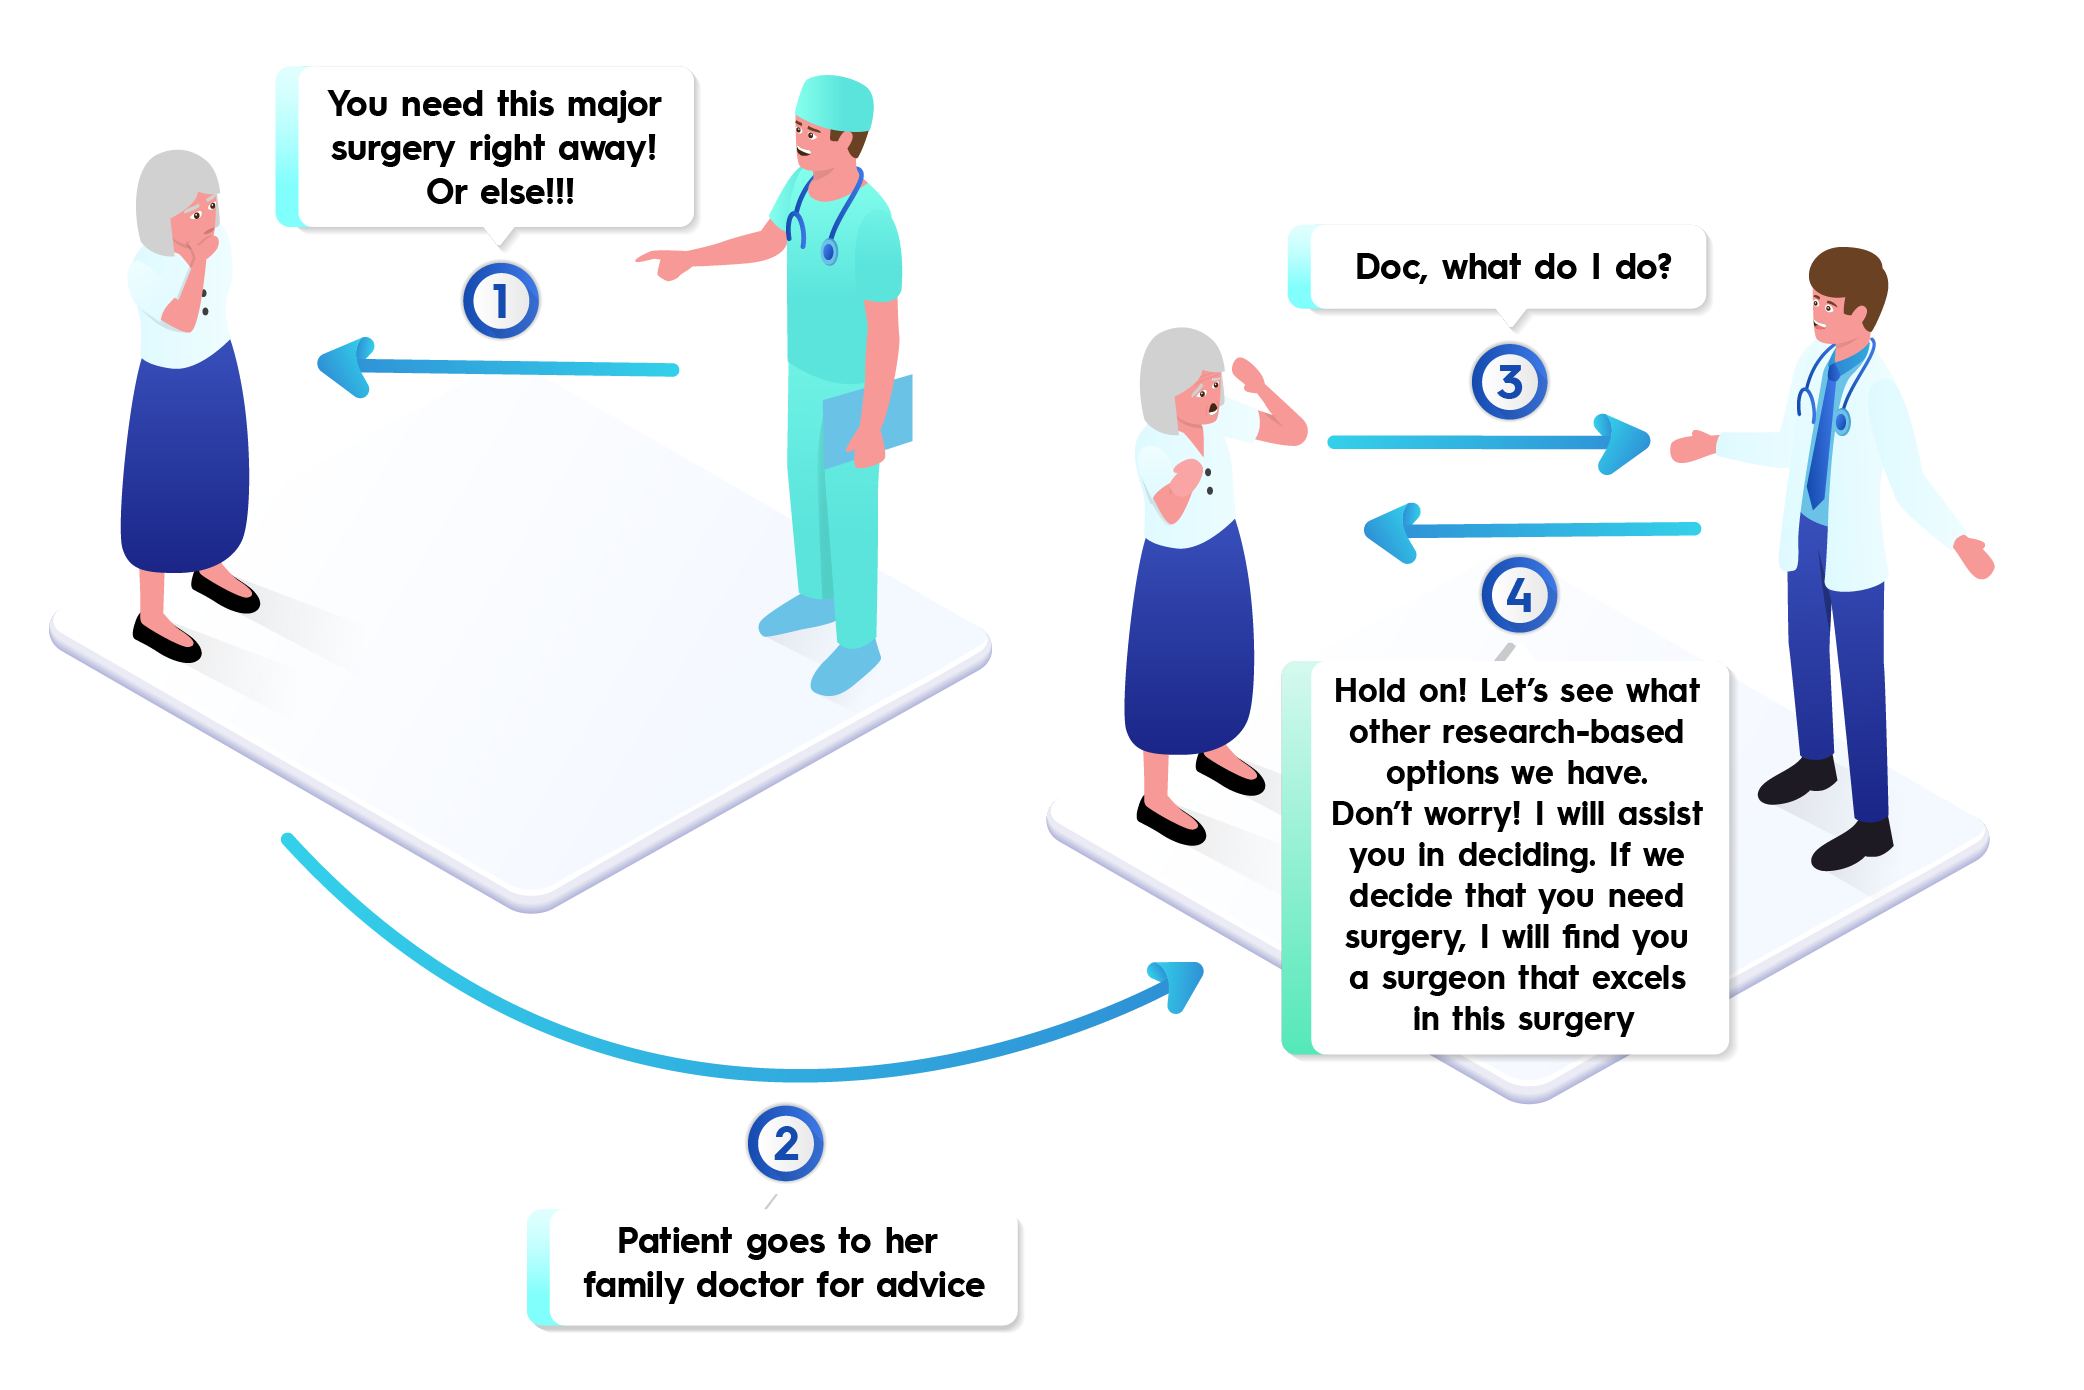 You need this major
surgery right away!
Or else!!!
1
2
Patient goes to her
family doctor for advice
Doc, what do I do?
3
4
Hold on! Let’s see what
other research-based
options we have.
Don’t worry! I will assist
you in deciding. If we
decide that you need
surgery, I will find you
a surgeon that excels
in this surgery